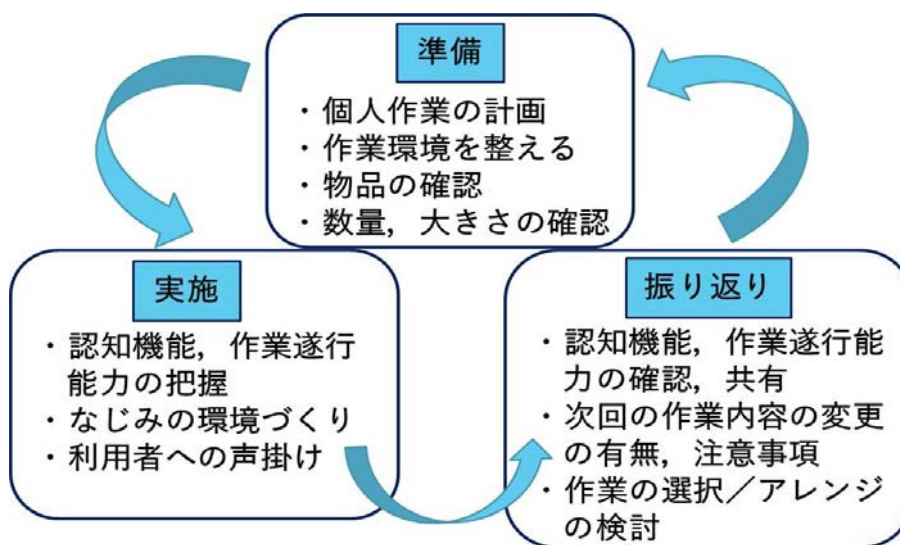 準備
・個人作業の計画
・作業環境を整える
・物品の確認
・数量，大きさの確認
実施
・認知機能，作業遂行
能力の把握
・なじみの環境づくり
・利用者への声掛け
振り返り
・認知機能，作業遂行能
力の確認，共有
・次回の作業内容の変更
の有無，注意事項
・作業の選択／アレンジ
の検討